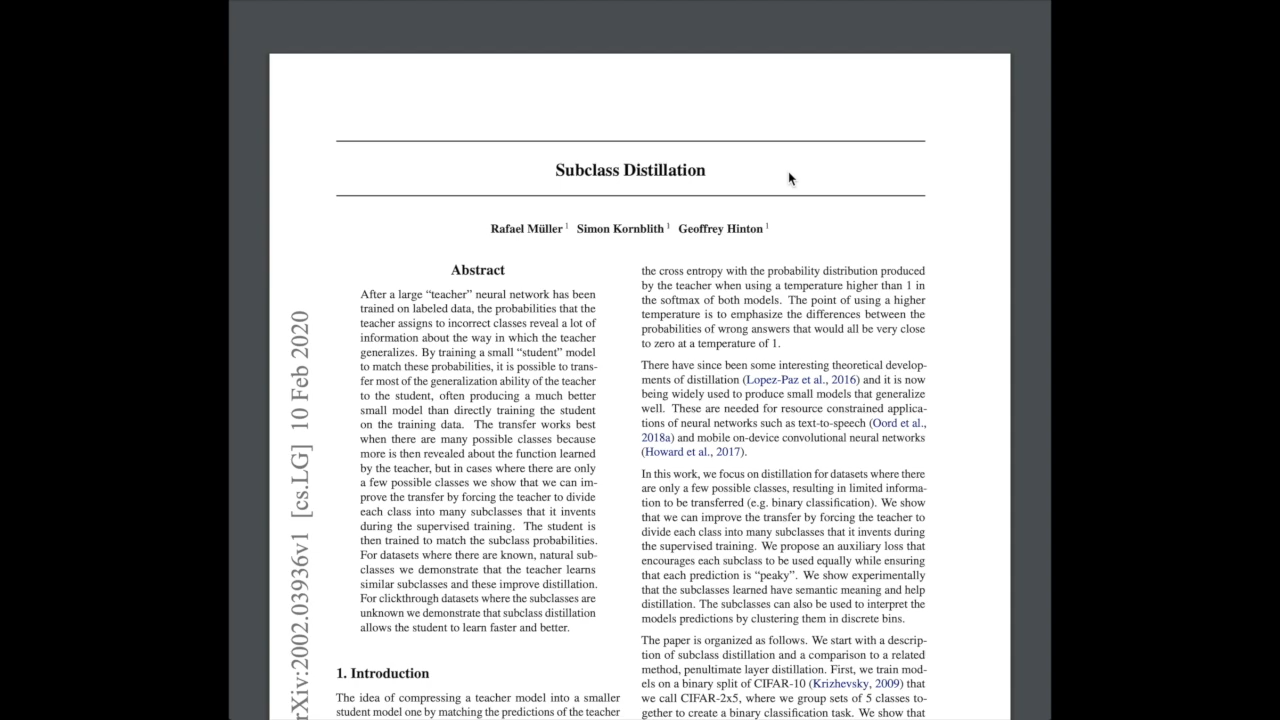 Subclass Distillation
Rafael Müller 1 Simon Kornblith 1 Geoffrey Hinton 1
Abstract
After a large “teacher” neural network has been
trained on labeled data, the probabilities that the
teacher assigns to incorrect classes reveal a lot of
information about the way in which the teacher
generalizes. By training a small “student” model
to match these probabilities, it is possible to trans-
fer most of the generalization ability of the teacher
to the student, often producing a much better
small model than directly training the student
on the training data. The transfer works best
when there are many possible classes because
more is then revealed about the function learned
by the teacher, but in cases where there are only
a few possible classes we show that we can im-
prove the transfer by forcing the teacher to divide
each class into many subclasses that it invents
during the supervised training. The student is
then trained to match the subclass probabilities.
For datasets where there are known, natural sub-
classes we demonstrate that the teacher learns
similar subclasses and these improve distillation.
For clickthrough datasets where the subclasses are
unknown we demonstrate that subclass distillation
allows the student to learn faster and better.
1. Introduction
The idea of compressing a teacher model into a smaller
student model one by matching the predictions of the teacher
the cross entropy with the probability distribution produced
by the teacher when using a temperature higher than 1 in
the softmax of both models. The point of using a higher
temperature is to emphasize the differences between the
probabilities of wrong answers that would all be very close
to zero at a temperature of 1.
There have since been some interesting theoretical develop-
ments of distillation (Lopez-Paz et al., 2016) and it is now
being widely used to produce small models that generalize
well. These are needed for resource constrained applica-
tions of neural networks such as text-to-speech (Oord et al.,
2018a) and mobile on-device convolutional neural networks
(Howard et al., 2017).
In this work, we focus on distillation for datasets where there
are only a few possible classes, resulting in limited informa-
tion to be transferred (e.g. binary classification). We show
that we can improve the transfer by forcing the teacher to
divide each class into many subclasses that it invents during
the supervised training. We propose an auxiliary loss that
encourages each subclass to be used equally while ensuring
that each prediction is “peaky”. We show experimentally
that the subclasses learned have semantic meaning and help
distillation. The subclasses can also be used to interpret the
models predictions by clustering them in discrete bins.
The paper is organized as follows. We start with a descrip-
tion of subclass distillation and a comparison to a related
method, penultimate layer distillation. First, we train mod-
els on a binary split of CIFAR-10 (Krizhevsky, 2009) that
we call CIFAR-2x5, where we group sets of 5 classes to-
gether to create a binary classification task. We show that
rXiv:2002.03936v1 [cs.LG] 10 Feb 2020